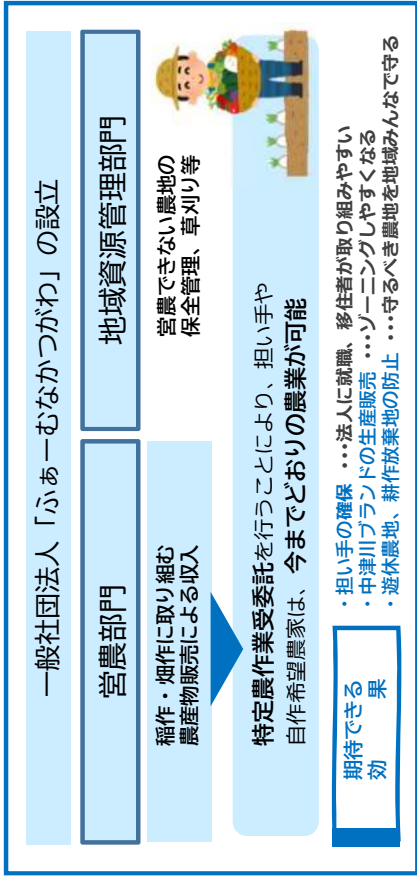 一般社団法人「ふぁーむなかつがわ」の設立
営農部門
地域資源管理部門
稲作・畑作に取り組む
農産物販売による収入
営農できない農地の
保全管理、草刈り等
特定農作業受委託を行うことにより、担い手や
自作希望農家は、今までどおりの農業が可能
期待できる
効　果
・担い手の確保 ・・・法人に就職、移住者が取り組みやすい
・中津川ブランドの生産販売 ・・・ゾーニングしやすくなる
・遊休農地、耕作放棄地の防止 ・・・守るべき農地を地域みんなで守る